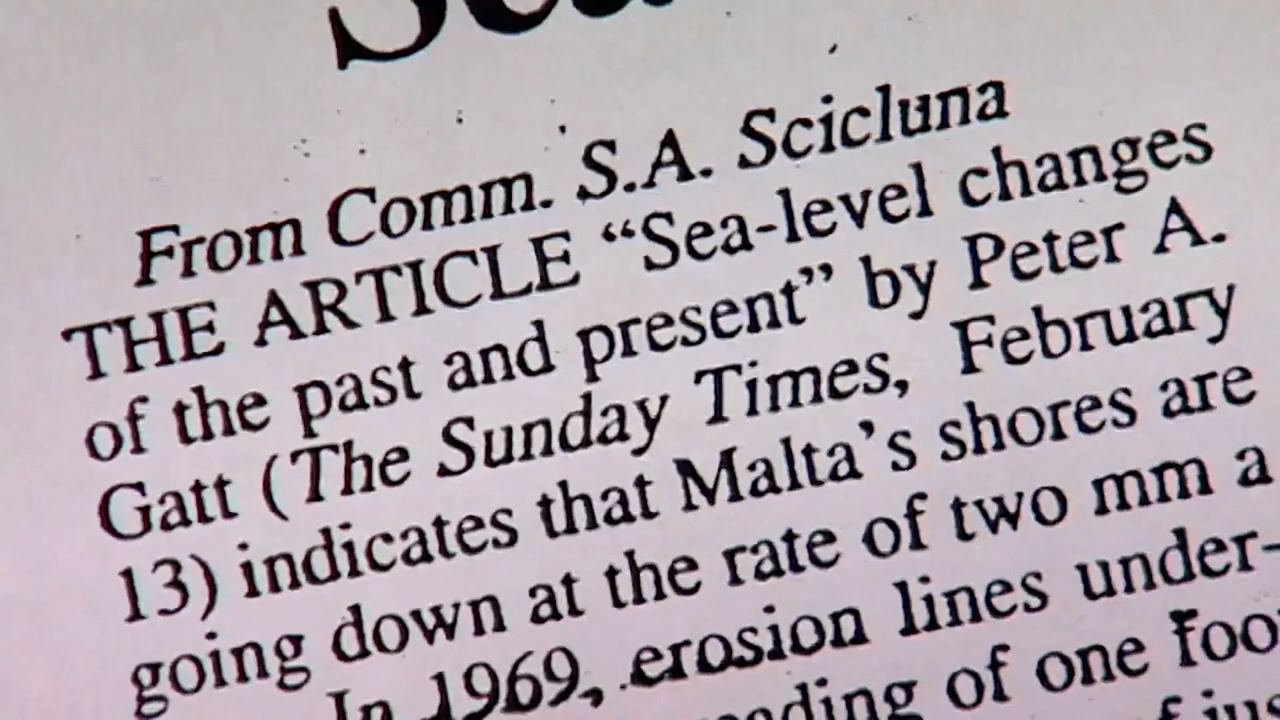 From Comm. S.A. Scicluna
THE ARTICLE “Sea-level changes
of the past and present” by Peter A.
Gatt (The Sunday Times, February
13) indicates that Malta’s shores are
going down at the rate of two mm a
In 1969, erosion lines under-
of one foo